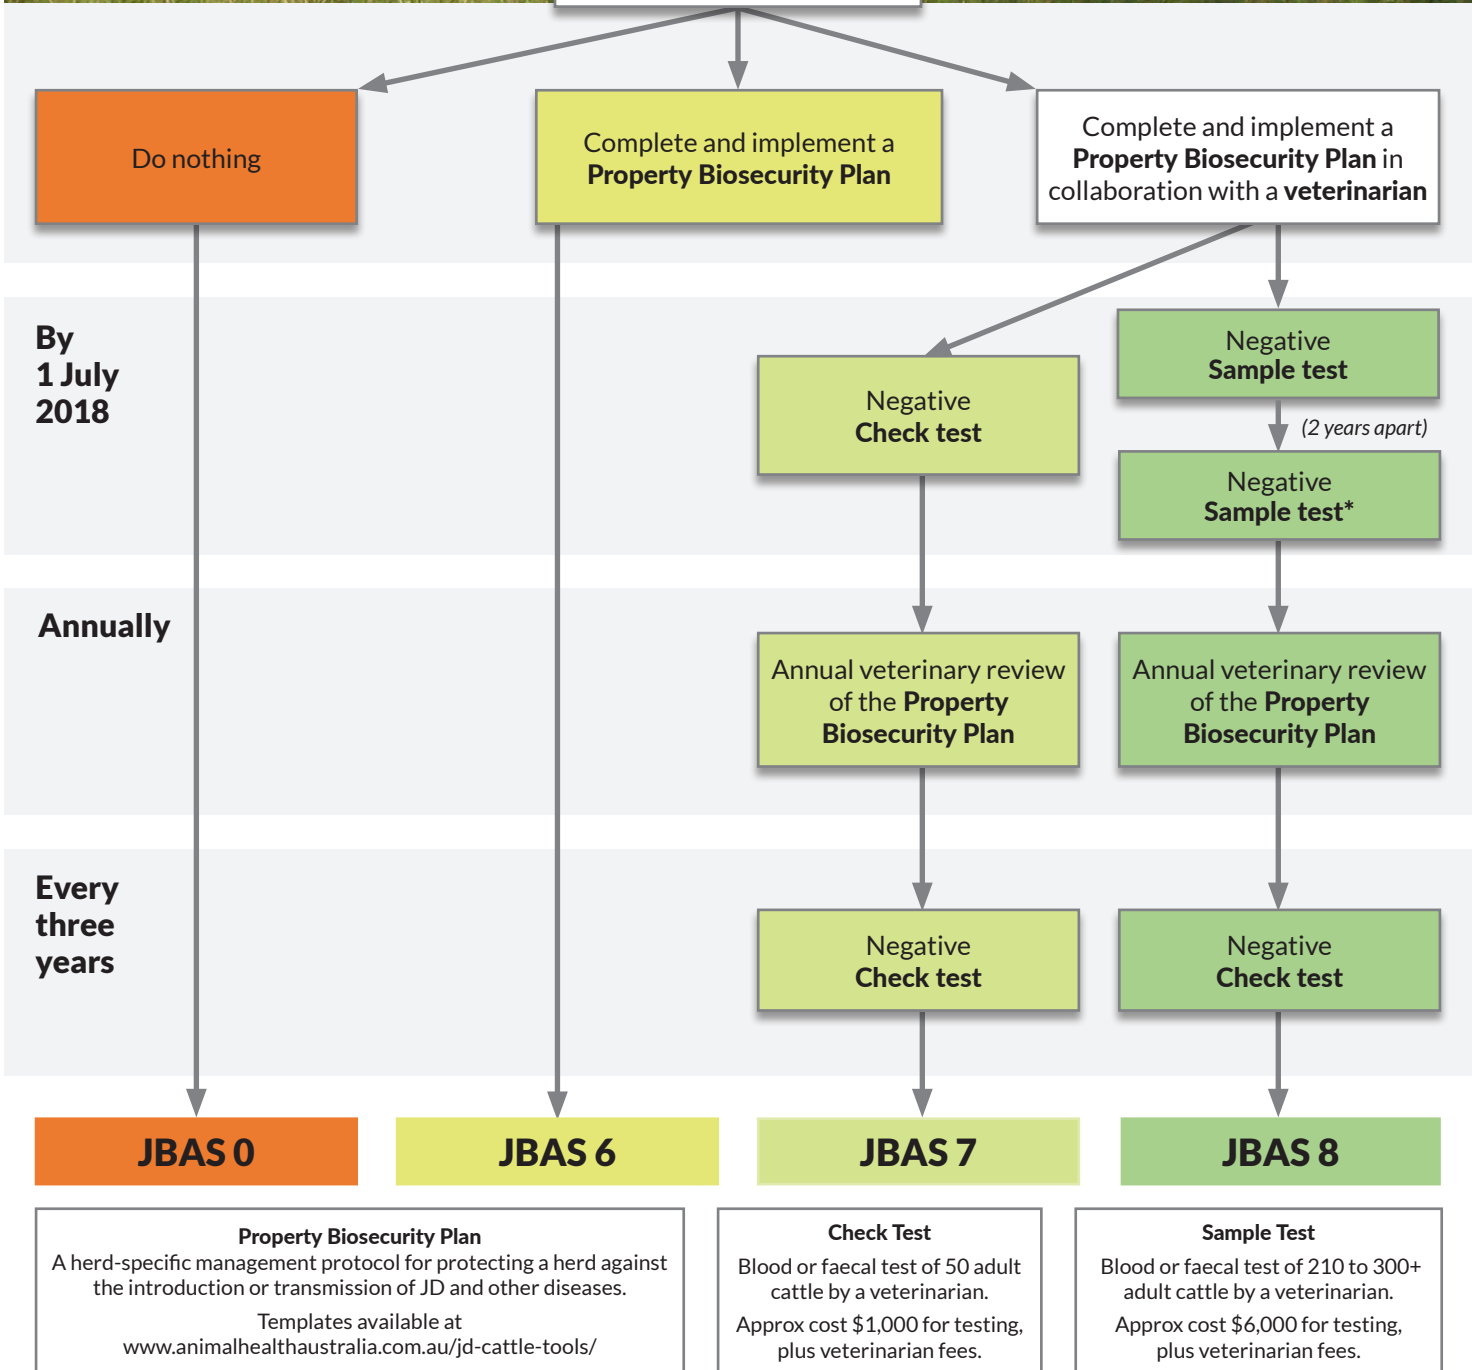 Do nothing
Complete and implement a
Property Biosecurity Plan
Complete and implement a
Property Biosecurity Plan in
collaboration with a veterinarian
By
1 July
2018
Negative
Check test
Negative
Sample test
(2 years apart)
Negative
Sample test*
Annually
Annual veterinary review
of the Property
Biosecurity Plan
Annual veterinary review
of the Property
Biosecurity Plan
Every
three
years
Negative
Check test
Negative
Check test
JBAS 0
JBAS 6
JBAS 7
JBAS 8
Property Biosecurity Plan
A herd-specific management protocol for protecting a herd against
the introduction or transmission of JD and other diseases.
Templates available at
www.animalhealthaustralia.com.au/jd-cattle-tools/
Check Test
Blood or faecal test of 50 adult
cattle by a veterinarian.
Approx cost $1,000 for testing,
plus veterinarian fees.
Sample Test
Blood or faecal test of 210 to 300+
adult cattle by a veterinarian.
Approx cost $6,000 for testing,
plus veterinarian fees.